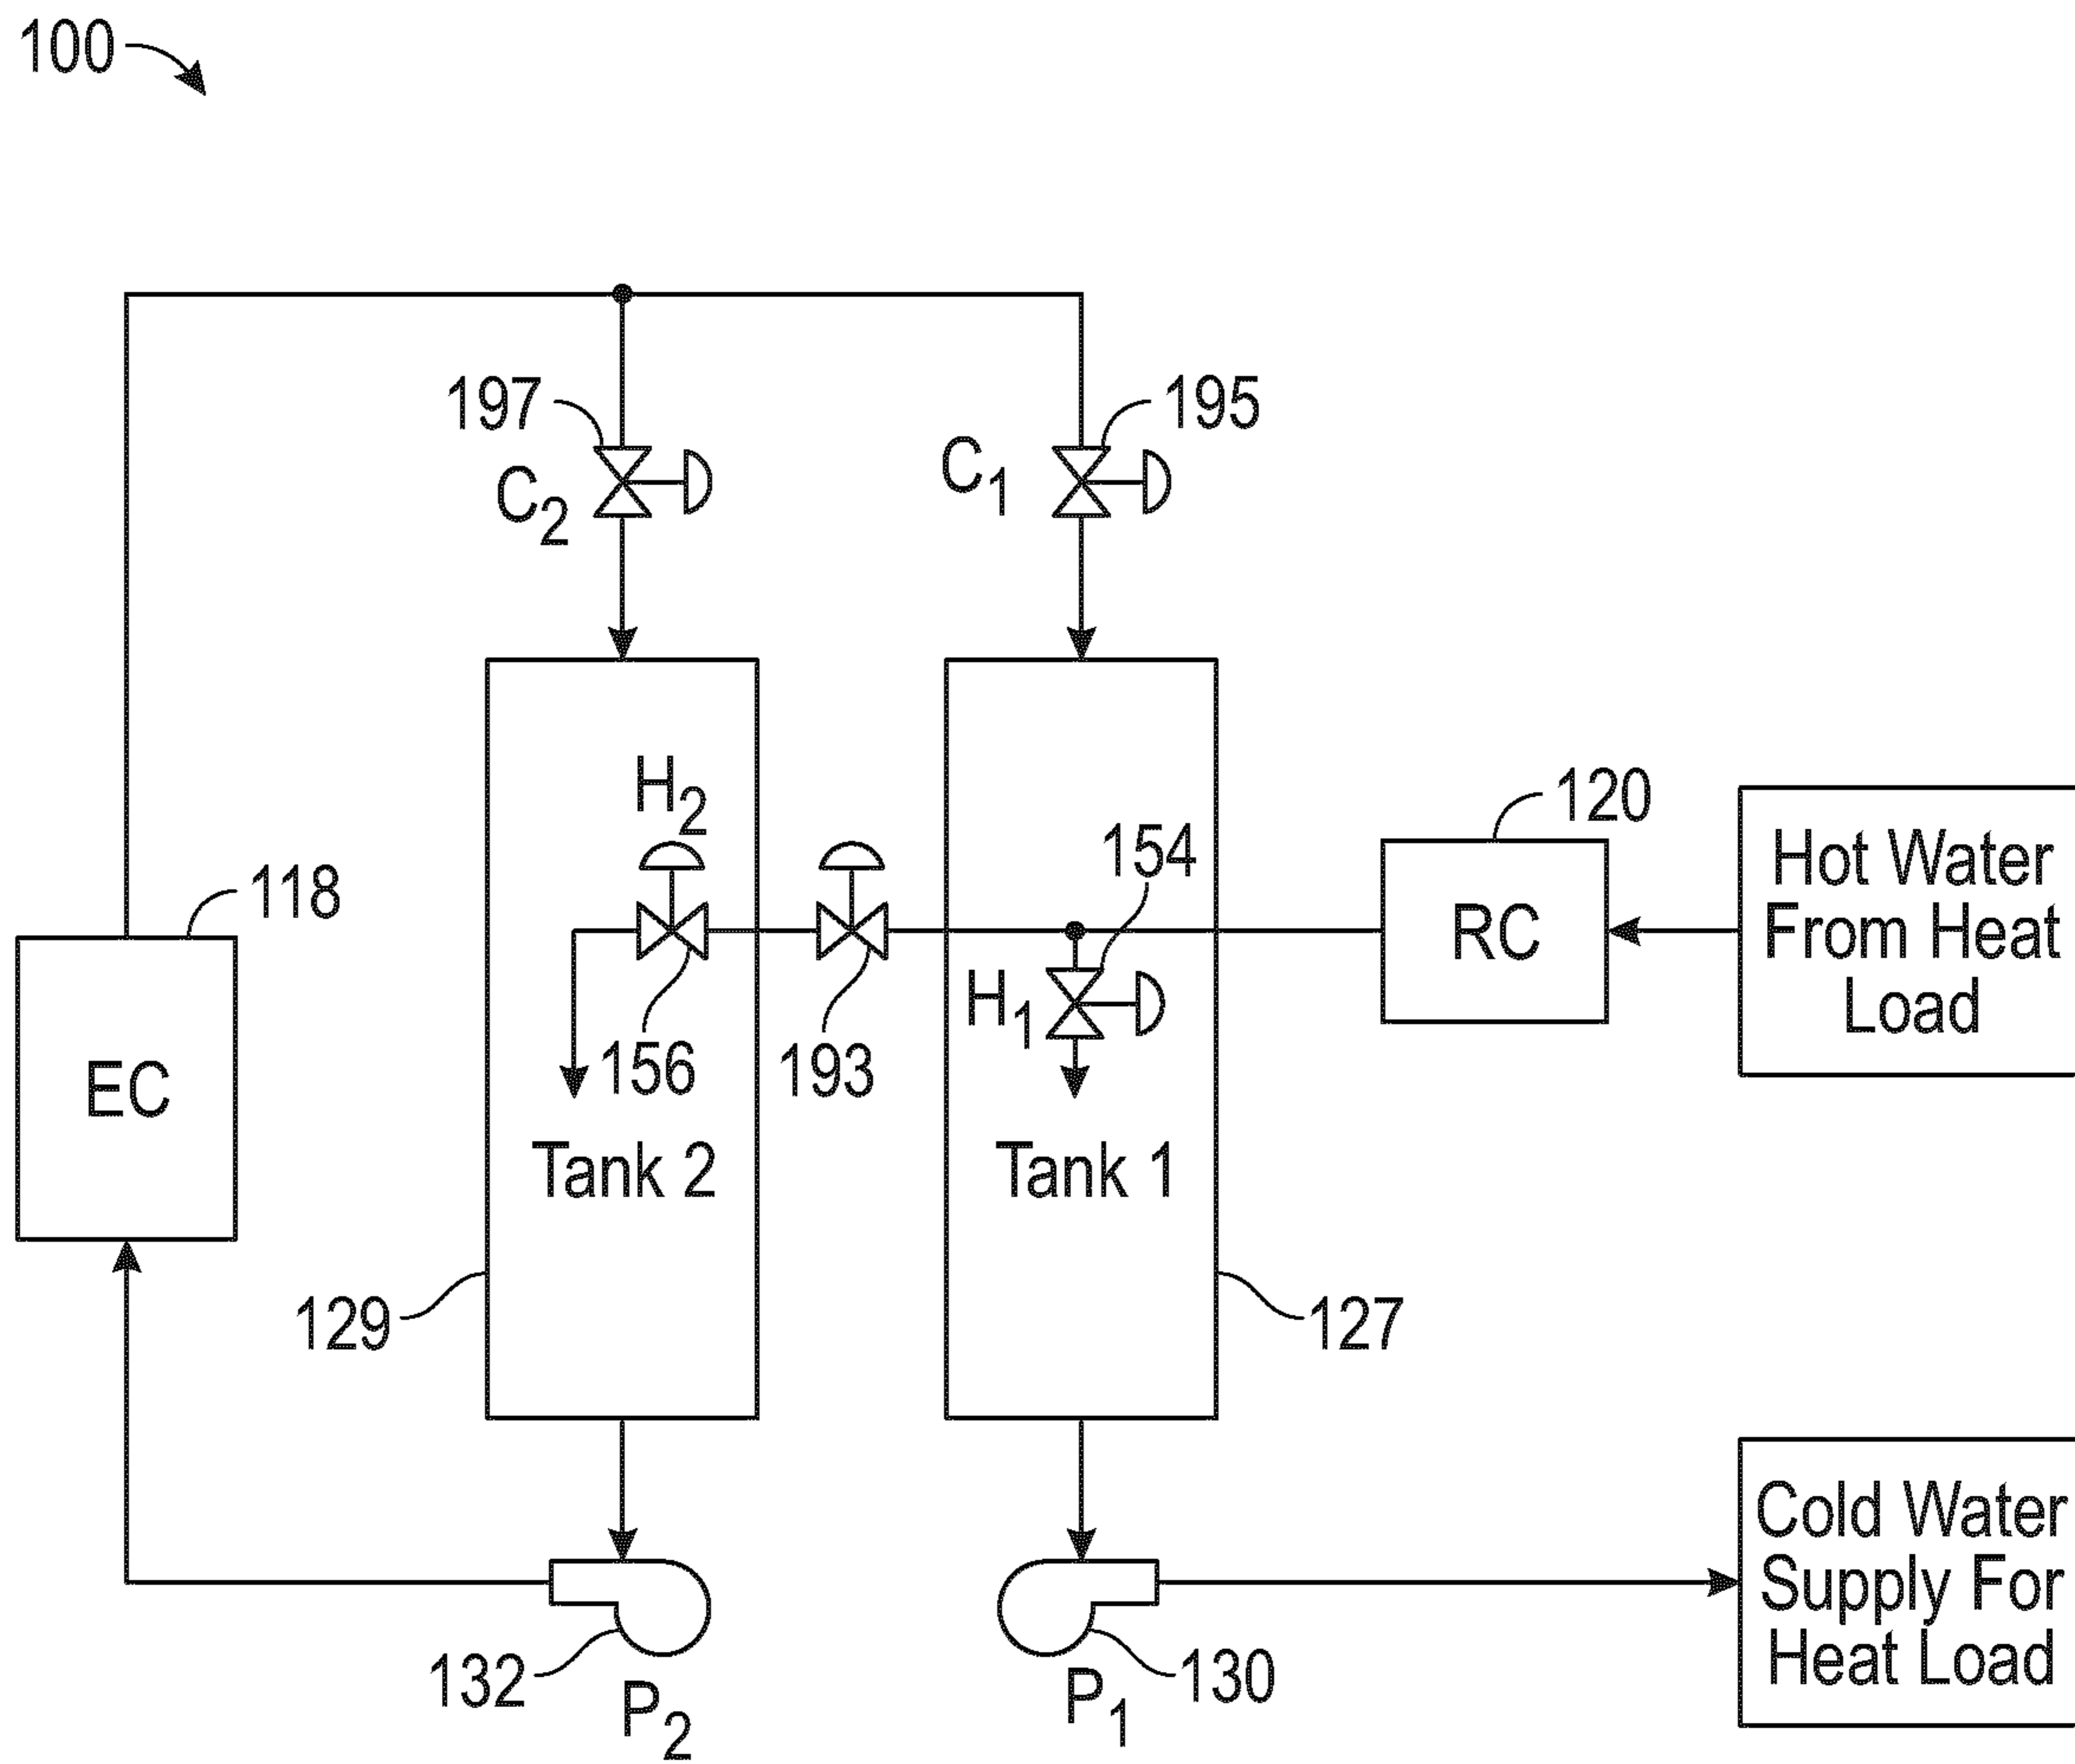 100
197
195
C2
C1
H2
154
120
Hot Water
From Heat
Load
118
RC
H1
156
193
EC
Tank 2
Tank 1
129
127
Cold Water
Supply For
Heat Load
132
130
P2
P1